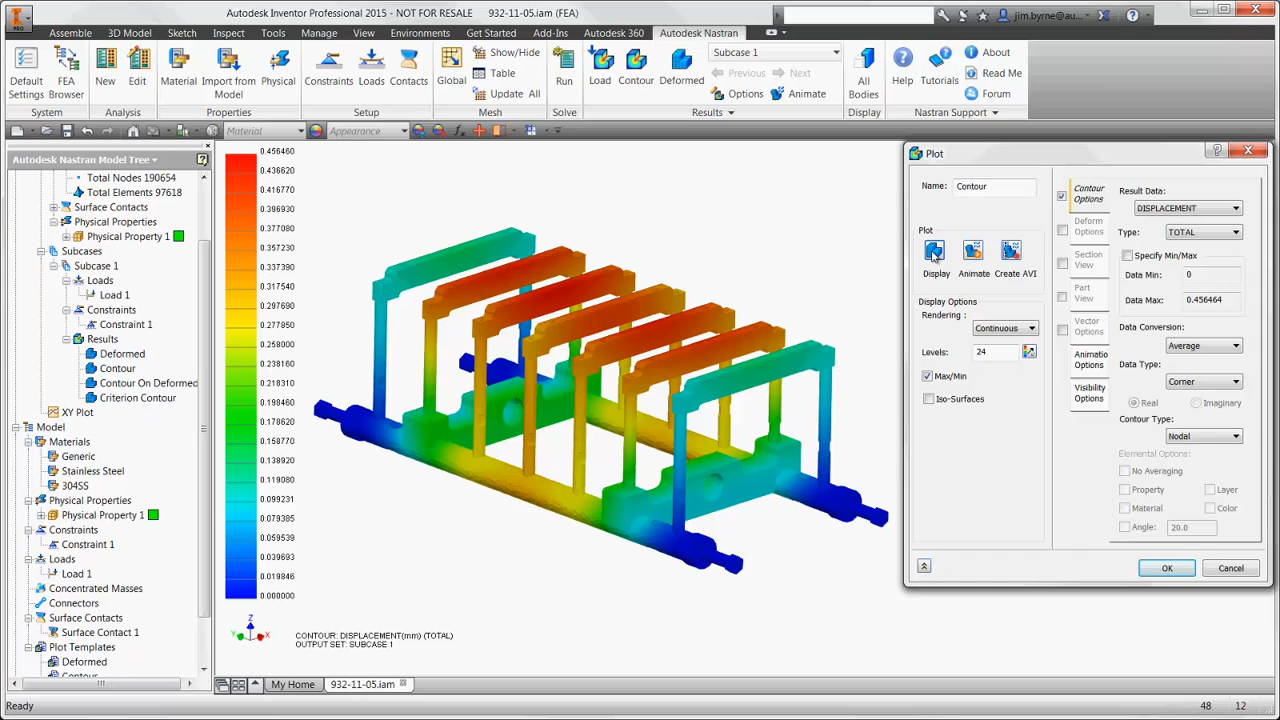 Autodesk Inventor Professional 2015 - NOT FOR RESALE 932-11-05.iam (FEA)
jim.byrne@au...
PRO
Assemble 3D Model Sketch Inspect Tools Manage View Environments Get Started Add-Ins Autodesk 360 Autodesk Nastran
Default Settings
FEA Browser
System
New
Edit
Analysis
Material
Import from Model
Physical
Properties
Constraints
Loads
Contacts
Setup
Global
Show/Hide
Table
Update All
Mesh
Run
Solve
Load
Contour
Deformed
Subcase 1
Previous Next
Options Animate
Results
All Bodies
Display
Help
Tutorials
About
Read Me
Forum
Nastran Support
Material
Appearance
Autodesk Nastran Model Tree
Total Nodes 190654
Total Elements 97618
Surface Contacts
Physical Properties
Physical Property 1
Subcases
Subcase 1
Loads
Load 1
Constraints
Constraint 1
Results
Deformed
Contour
Contour On Deformed
Criterion Contour
XY Plot
Model
Materials
Generic
Stainless Steel
304SS
Physical Properties
Physical Property 1
Constraints
Constraint 1
Loads
Load 1
Concentrated Masses
Connectors
Surface Contacts
Surface Contact 1
Plot Templates
Deformed
Contour
0.456460
0.436620
0.416770
0.396930
0.377080
0.357230
0.337390
0.317540
0.297700
0.277850
0.258000
0.238160
0.218310
0.198460
0.178620
0.158770
0.138920
0.119080
0.099231
0.079385
0.059539
0.039693
0.019846
0.000000
Z
Y
X
CONTOUR: DISPLACEMENT(mm) (TOTAL)
OUTPUT SET: SUBCASE 1
Plot
Name: Contour
Plot
Display Animate Create AVI
Display Options
Rendering : Continuous
Levels: 24
Max/Min
Iso-Surfaces
Contour Options
Deform Options
Section View
Part View
Vector Options
Animatio Options
Visibility Options
Result Data:
DISPLACEMENT
Type: TOTAL
Specify Min/Max
Data Min: 0
Data Max: 0.456464
Data Conversion:
Average
Data Type:
Corner
Real Imaginary
Contour Type:
Nodal
Elemental Options:
No Averaging
Property Layer
Material Color
Angle: 20.0
OK Cancel
My Home 932-11-05.iam
Ready 48 12